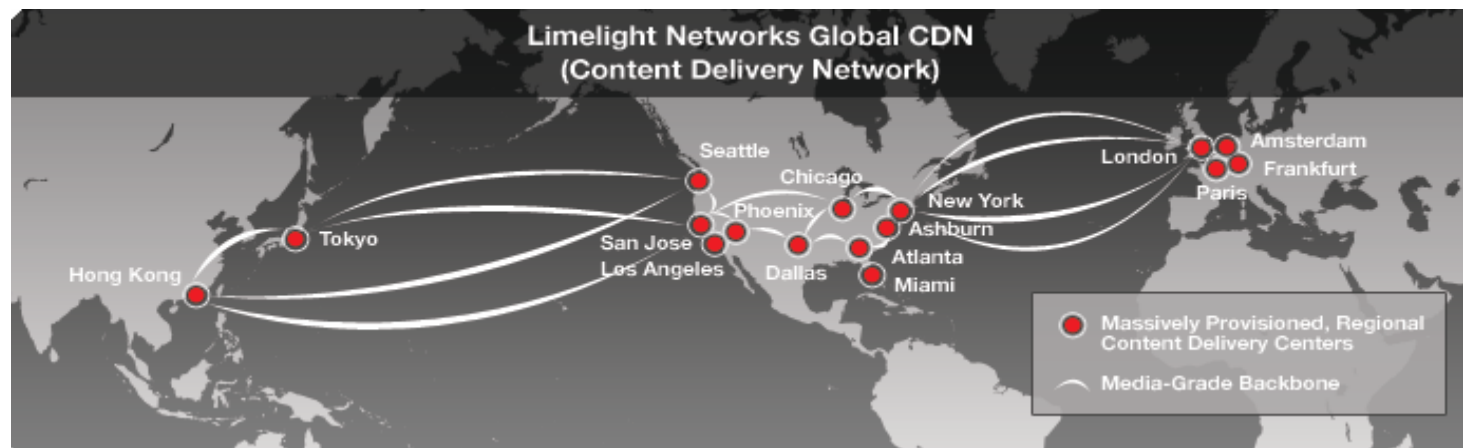 Limelight Networks Global CDN
(Content Delivery Network)
Seattle
Chicago
London
Amsterdam
Frankfurt
Paris
New York
Phoenix
Ashburn
Tokyo
San Jose
Atlanta
Hong Kong
Los Angeles
Dallas
Miami
Massively Provisioned, Regional
Content Delivery Centers
Media-Grade Backbone